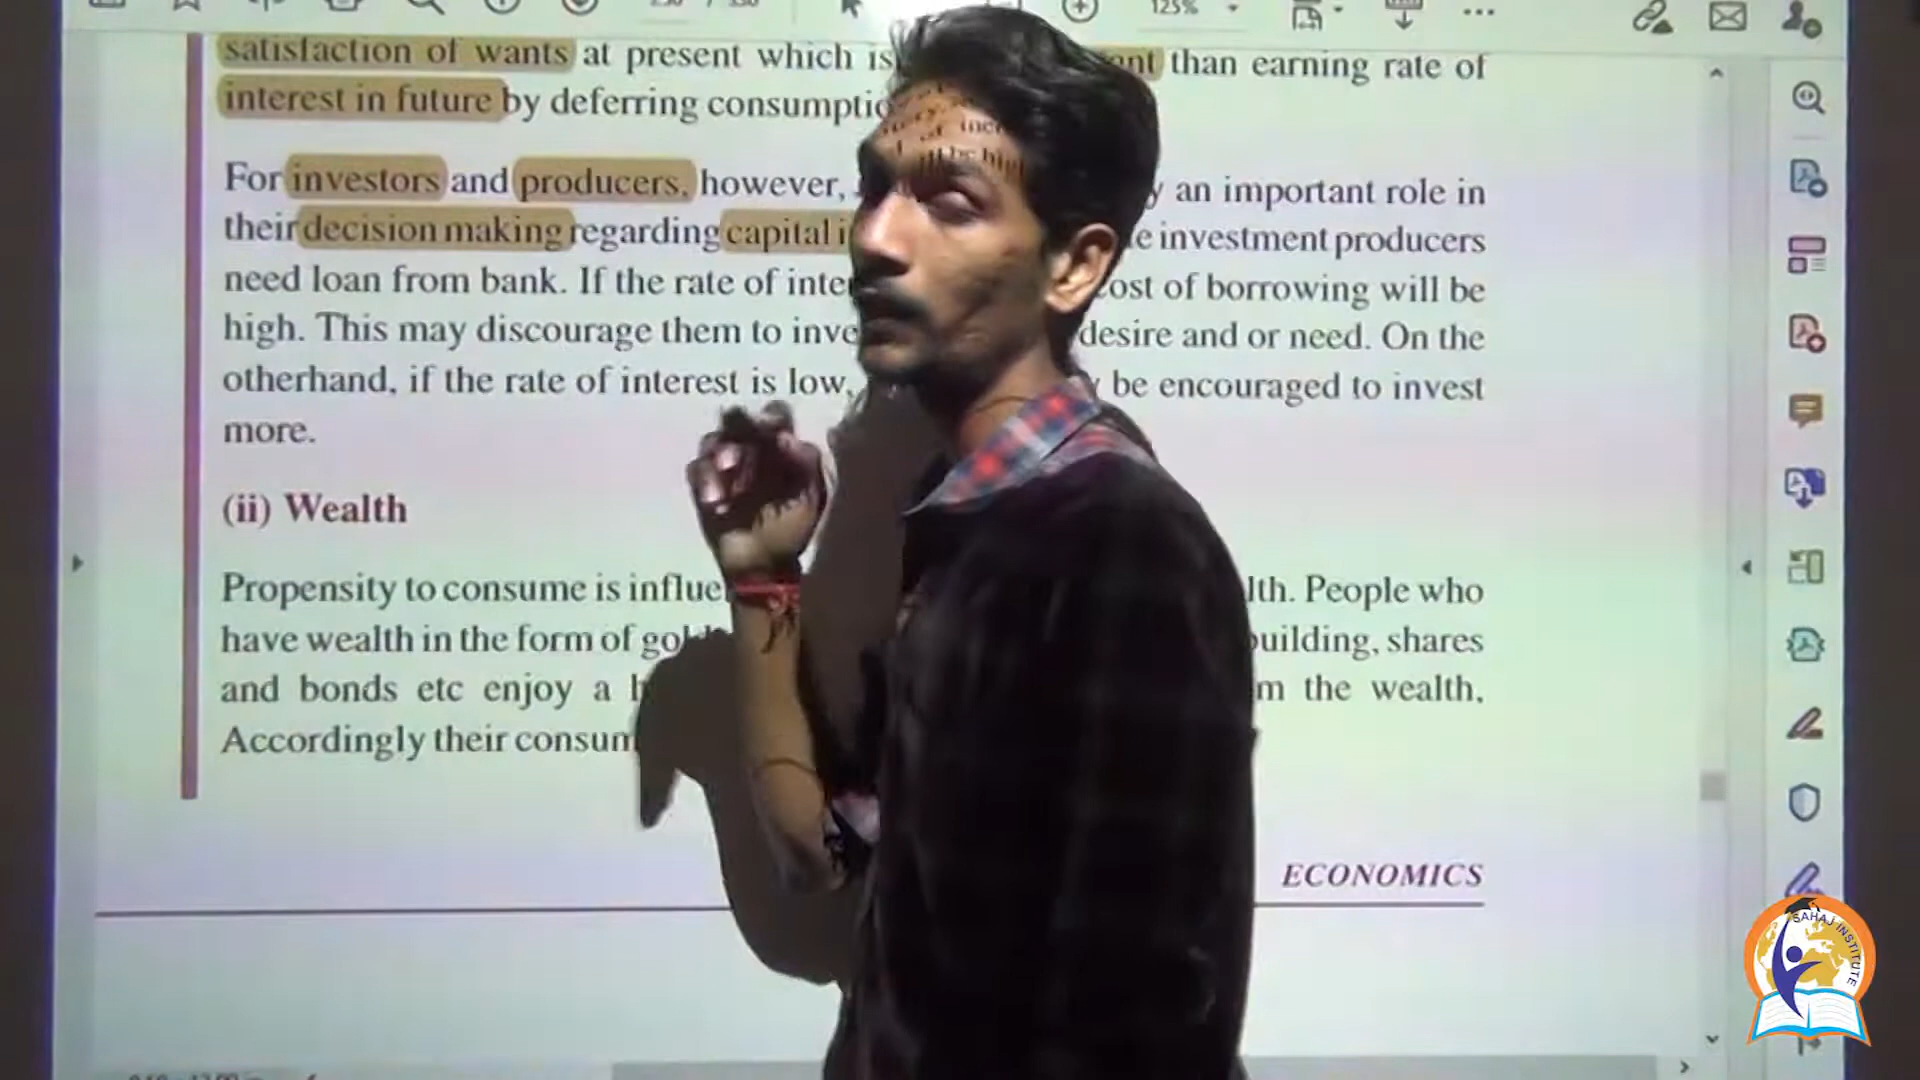 125%
satisfaction of wants at present which is ant than earning rate of
interest in future by deferring consumptio
For investors and producers, however, y an important role in
their decision making regarding capital i e investment producers
need loan from bank. If the rate of inte cost of borrowing will be
high. This may discourage them to inve desire and or need. On the
otherhand, if the rate of interest is low, be encouraged to invest
more.
(ii) Wealth
Propensity to consume is influe lth. People who
have wealth in the form of gol building, shares
and bonds etc enjoy a h m the wealth.
Accordingly their consum
ECONOMICS
SAHAJ INSTITUTE